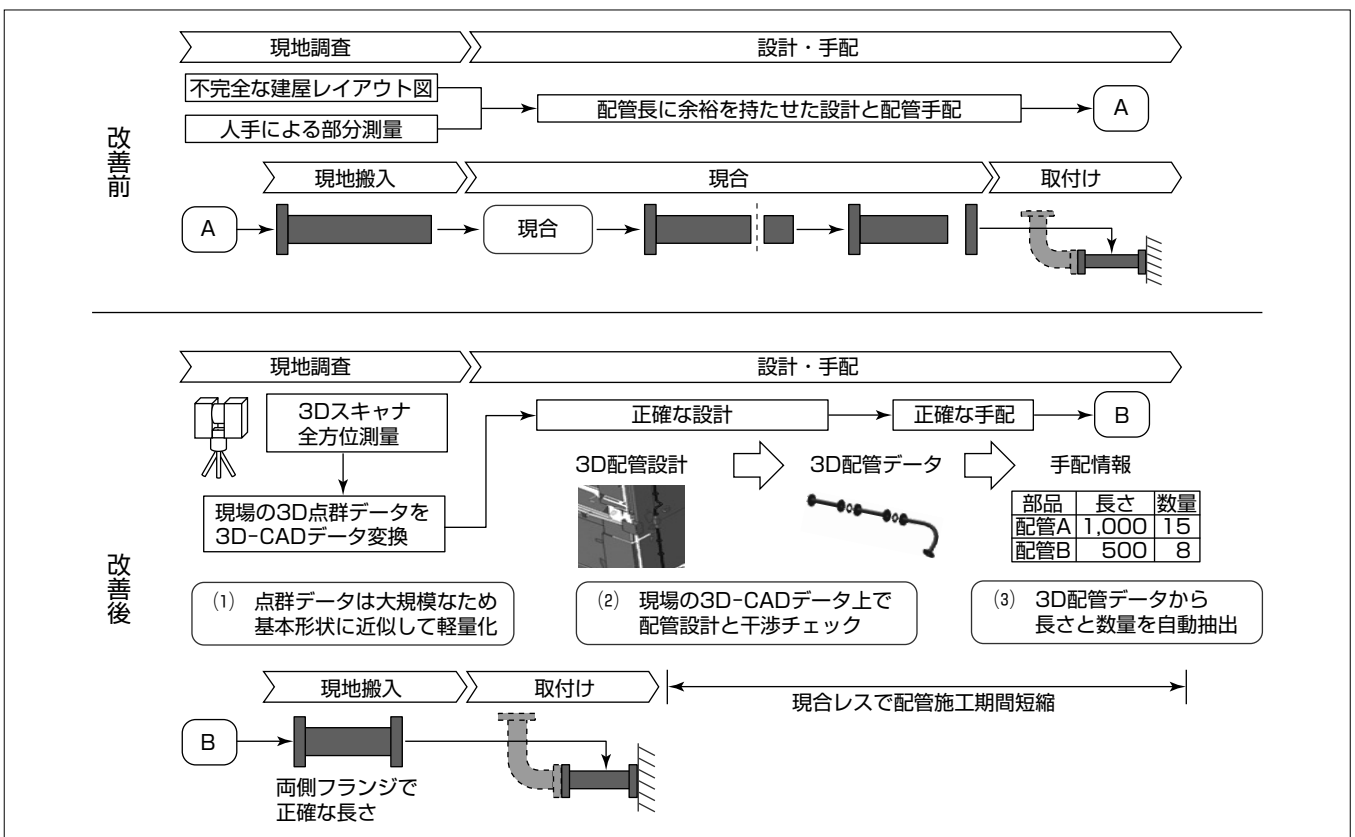 改善前
現地調査
設計・手配
不完全な建屋レイアウト図
人手による部分測量
配管長に余裕を持たせた設計と配管手配
A
現地搬入
現合
取付け
A
現合
改善後
現地調査
設計・手配
3Dスキャナ
全方位測量
現場の3D点群データを
3D-CADデータ変換
正確な設計
正確な手配
B
3D配管設計
3D配管データ
手配情報
部品 長さ 数量
配管A 1,000 15
配管B 500 8
(1) 点群データは大規模なため
基本形状に近似して軽量化
(2) 現場の3D-CADデータ上で
配管設計と干渉チェック
(3) 3D配管データから
長さと数量を自動抽出
現地搬入
取付け
現合レスで配管施工期間短縮
B
両側フランジで
正確な長さ